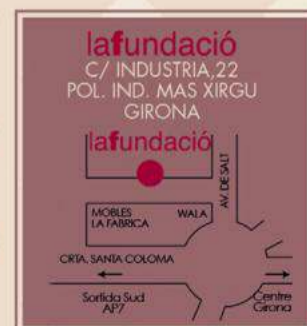 lafundació
C/ INDUSTRIA,22
POL. IND. MAS XIRGU
GIRONA
lafundació
AV. DE SALT
MOBLES
LA FABRICA
WALA
CRTA. SANTA COLOMA
Sortida Sud
AP7
Centre
Girona